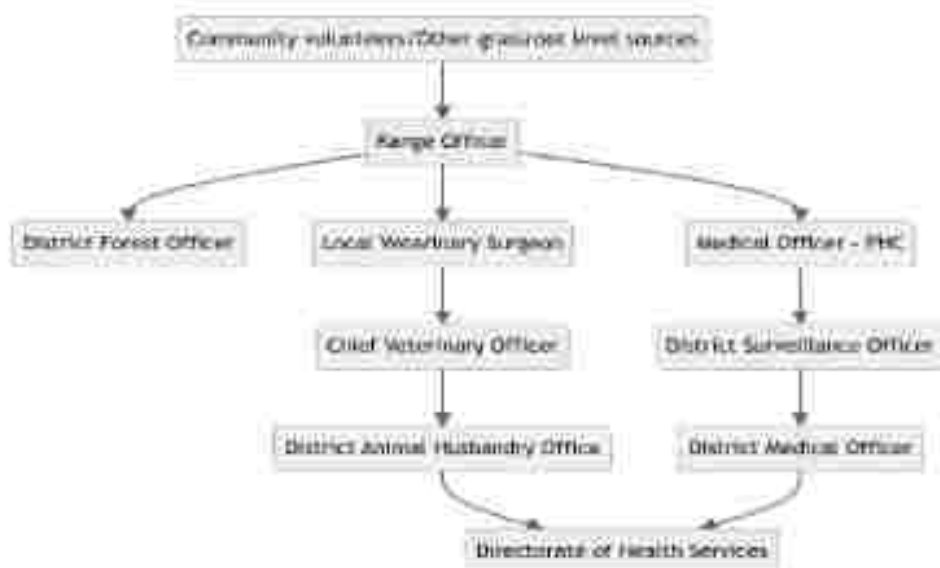 Community volunteers/Other grassroot level sources
Range Officer
District Forest Officer
Local Veterinary Surgeon
Medical Officer - PHC
Chief Veterinary Officer
District Surveillance Officer
District Animal Husbandry Office
District Medical Officer
Directorate of Health Services